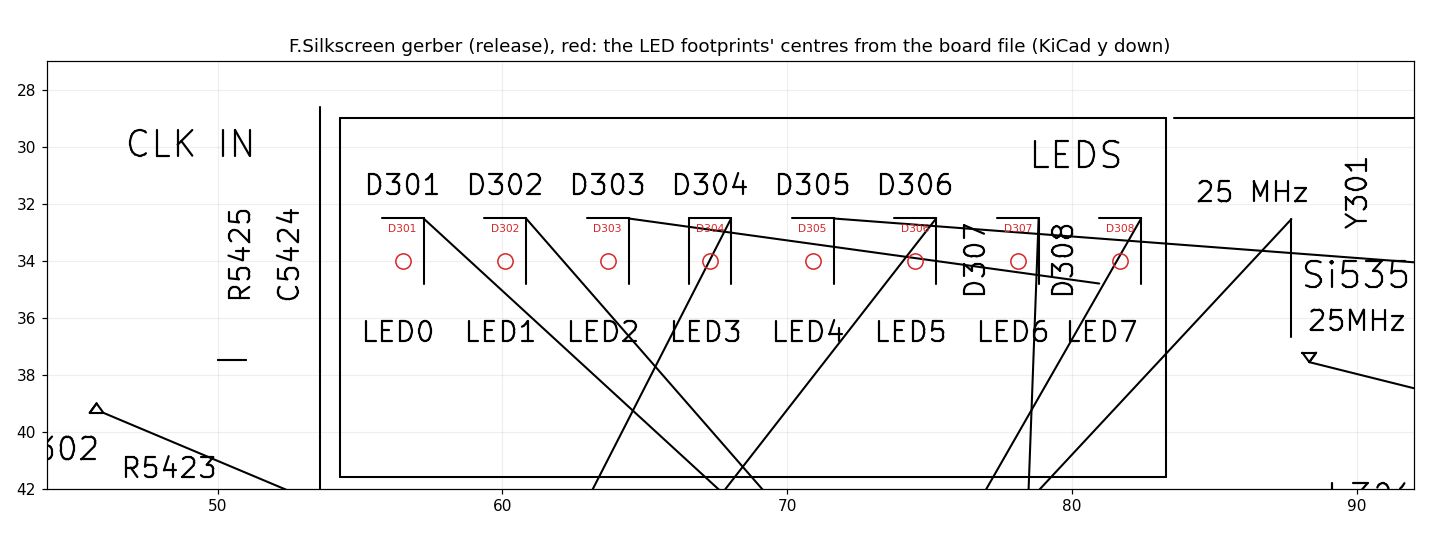 F.Silkscreen gerber (release), red: the LED footprints' centres from the board file (KiCad y down)
28
30
32
34
36
38
40
42
50
60
70
80
90
CLK IN
LEDS
D301 D302 D303 D304 D305 D306
D307
D308
D301 D302 D303 D304 D305 D306 D307 D308
LED0 LED1 LED2 LED3 LED4 LED5 LED6 LED7
R5425
C5424
25 MHz
Y301
Si535
25MHz
R5423